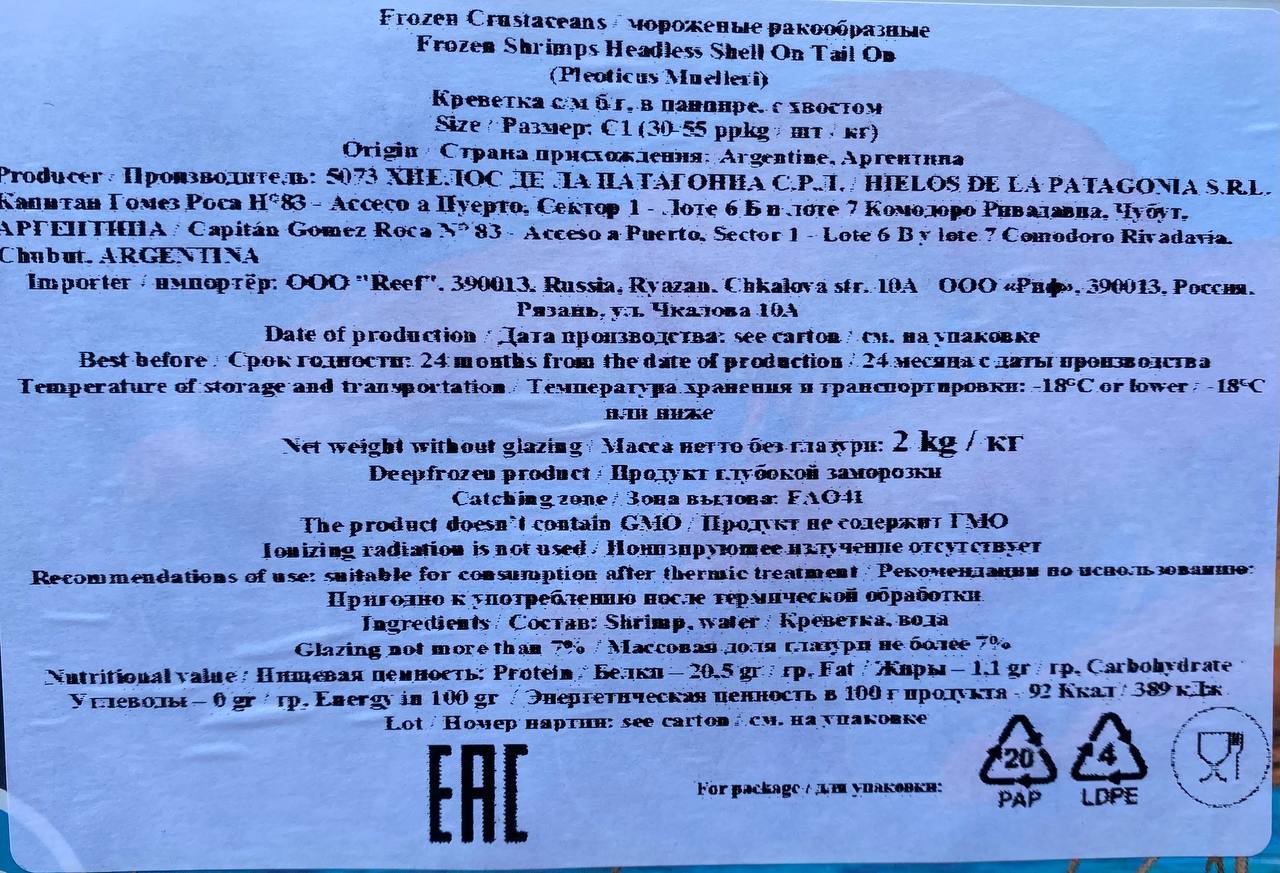 Frozen Crustaceans / мороженые ракообразные
Frozen Shrimps Headless Shell On Tail On
(Pleoticus Muelleri)
Креветка с/м б/г, в панцире, с хвостом
Size / Размер: C1 (30-55 ppkg / шт / кг)
Origin / Страна присхождения: Argentine, Аргентина
Producer / Производитель: 5073 ХИЕЛОС ДЕ ЛА ПАТАГОНИА С.Р.Л. / HIELOS DE LA PATAGONIA S.R.L.
Капитан Гомез Роса Н°83 - Ассесо а Пуерто, Сектор 1 - Лоте 6 Б и лоте 7 Комодоро Ривадавиа, Чубут,
АРГЕНТИНА / Capitán Gomez Roca N° 83 - Acceso a Puerto, Sector 1 - Lote 6 B y lote 7 Comodoro Rivadavia,
Chubut, ARGENTINA
Importer / импортёр: ООО "Reef", 390013, Russia, Ryazan, Chkalova str. 10A / ООО «Риф», 390013, Россия,
Рязань, ул. Чкалова 10А
Date of production / Дата производства: see carton / см. на упаковке
Best before / Срок годности: 24 months from the date of production / 24 месяца с даты производства
Temperature of storage and transportation / Температура хранения и транспортировки: -18°C or lower / -18°C
или ниже
Net weight without glazing / Масса нетто без глазури: 2 kg / кг
Deepfrozen product / Продукт глубокой заморозки
Catching zone / Зона вылова: FAO41
The product doesn't contain GMO / Продукт не содержит ГМО
Ionizing radiation is not used / Ионизирующее излучение отсутствует
Recommendations of use: suitable for consumption after thermic treatment / Рекомендации по использованию:
Пригодно к употреблению после термической обработки
Ingredients / Состав: Shrimp, water / Креветка, вода
Glazing not more than 7% / Массовая доля глазури не более 7%
Nutritional value / Пищевая ценность: Protein / Белки – 20,5 gr / гр, Fat / Жиры – 1,1 gr / гр, Carbohydrate /
Углеводы – 0 gr / гр, Energy in 100 gr / Энергетическая ценность в 100 г продукта - 92 Ккал / 389 кДж
Lot / Номер партии: see carton / см. на упаковке
EAC
For package / для упаковки:
20
PAP
4
LDPE